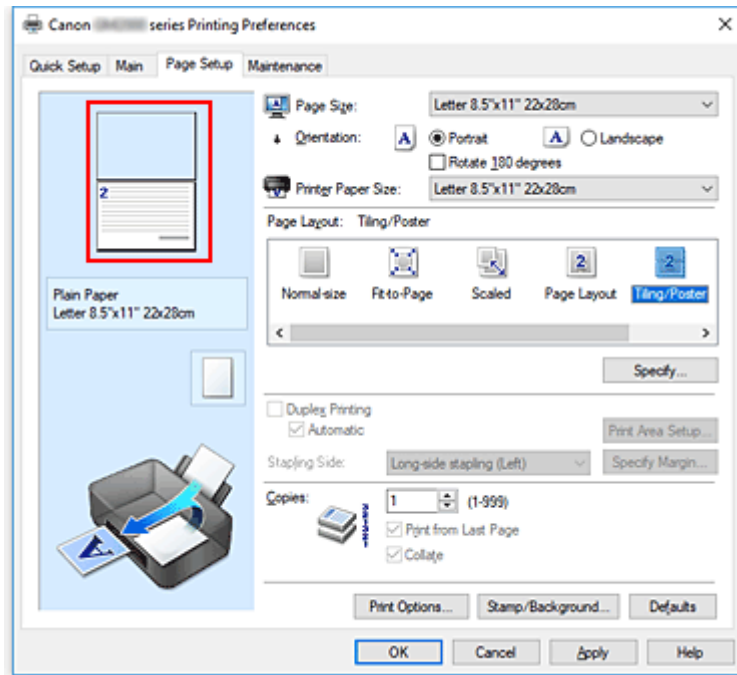 Canon series Printing Preferences
Quick Setup Main Page Setup Maintenance
2
Plain Paper
Letter 8.5"x11" 22x28cm
A
Page Size: Letter 8.5"x11" 22x28cm
Orientation: A Portrait A Landscape
Rotate 180 degrees
Printer Paper Size: Letter 8.5"x11" 22x28cm
Page Layout: Tiling/Poster
2 2
Normal-size Fit-to-Page Scaled Page Layout Tiling/Poster
Specify...
Duplex Printing
Automatic Print Area Setup...
Stapling Side: Long-side stapling (Left) Specify Margin...
Copies: 1 (1-999)
Print from Last Page
Collate
Print Options... Stamp/Background... Defaults
OK Cancel Apply Help